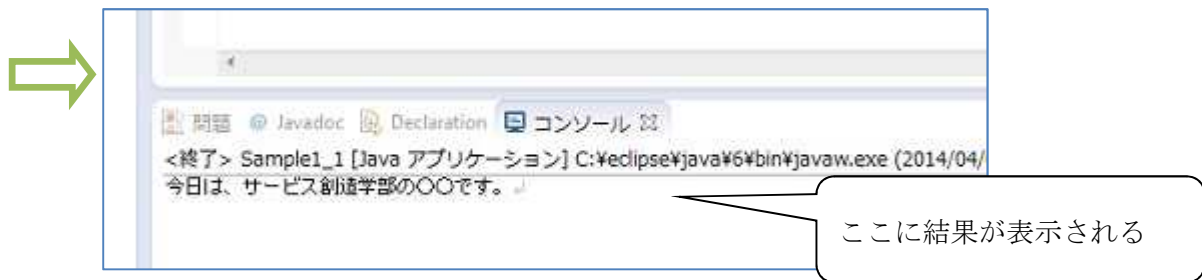 問題 @ Javadoc Declaration コンソール
<終了> Sample1_1 [Java アプリケーション] C:¥eclipse¥java¥6¥bin¥javaw.exe (2014/04/
今日は、サービス創造学部の〇〇です。
ここに結果が表示される